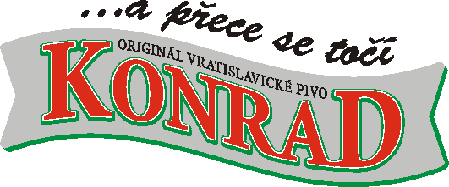 ...a přece se točí
ORIGINÁL VRATISLAVICKÉ PIVO
KONRAD